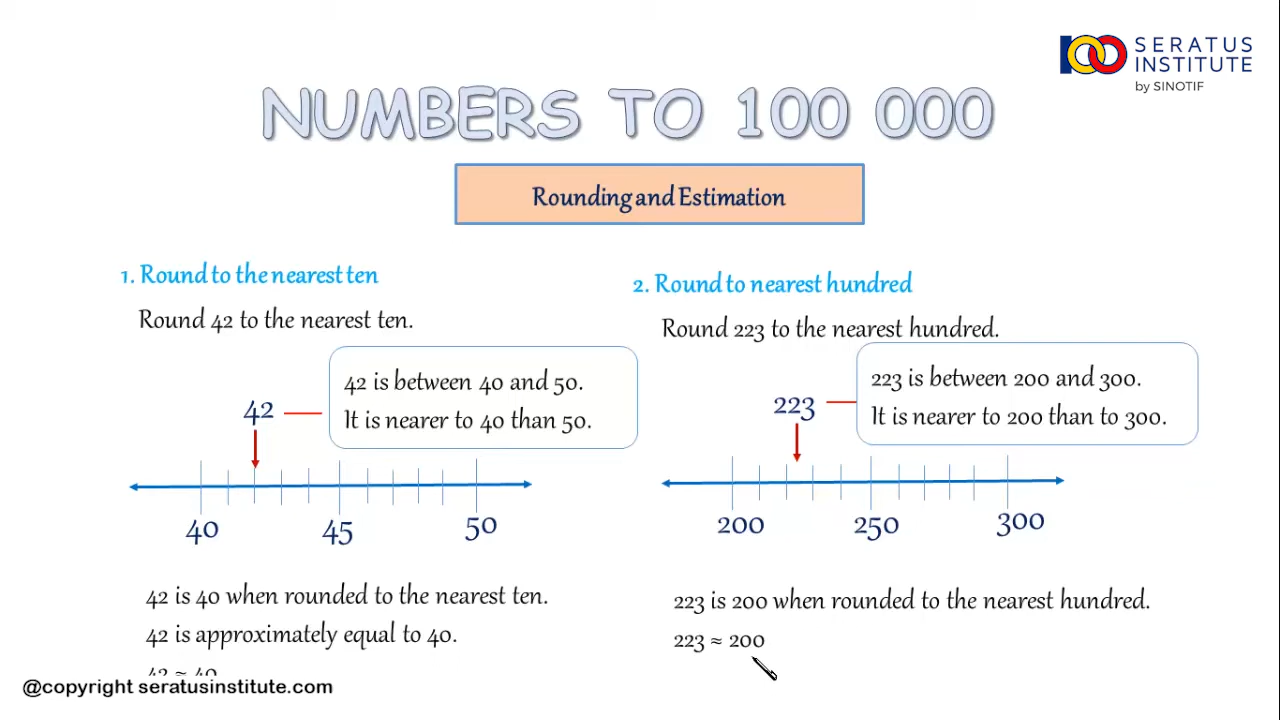 SERATUS
INSTITUTE
by SINOTIF
NUMBERS TO 100 000
Rounding and Estimation
1. Round to the nearest ten
Round 42 to the nearest ten.
42 is between 40 and 50.
It is nearer to 40 than 50.
42
40 45 50
42 is 40 when rounded to the nearest ten.
42 is approximately equal to 40.
42 ≈ 40
2. Round to nearest hundred
Round 223 to the nearest hundred.
223 is between 200 and 300.
It is nearer to 200 than to 300.
223
200 250 300
223 is 200 when rounded to the nearest hundred.
223 ≈ 200
@copyright seratusinstitute.com